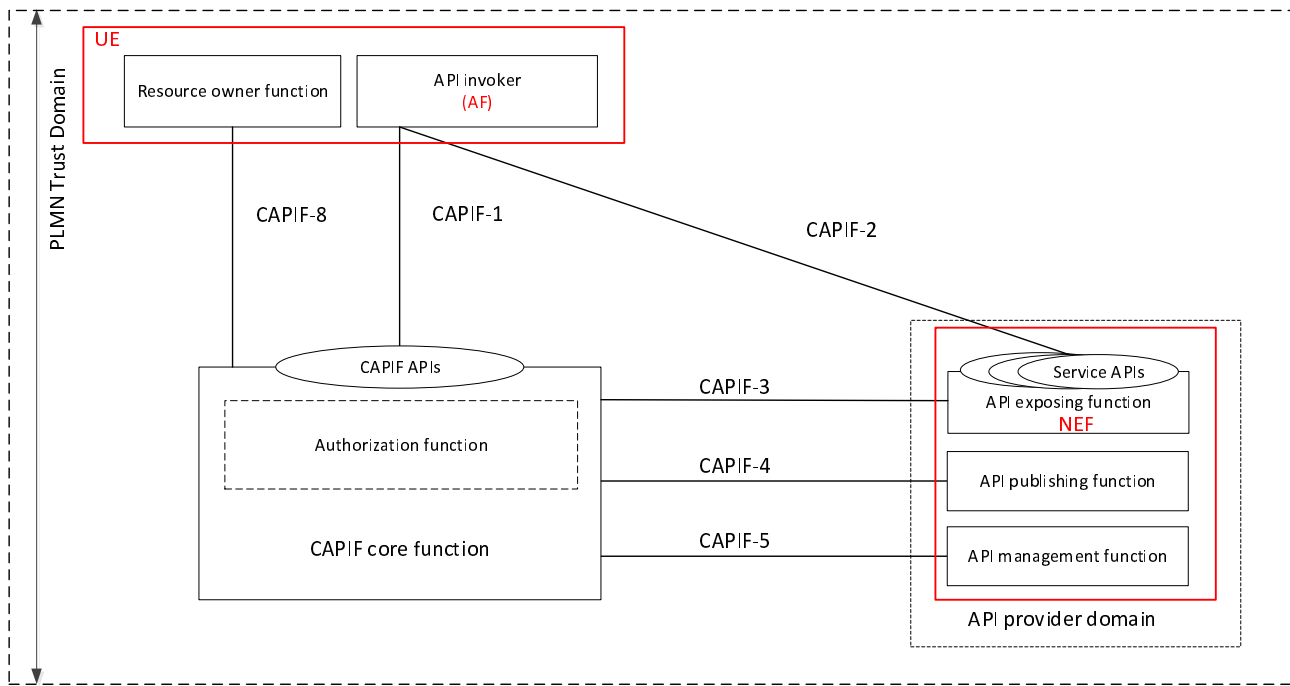 UE
Resource owner function
API invoker
(AF)
PLMN Trust Domain
CAPIF-8
CAPIF-1
CAPIF-2
CAPIF APIs
Authorization function
CAPIF core function
CAPIF-3
CAPIF-4
CAPIF-5
Service APIs
API exposing function
NEF
API publishing function
API management function
API provider domain